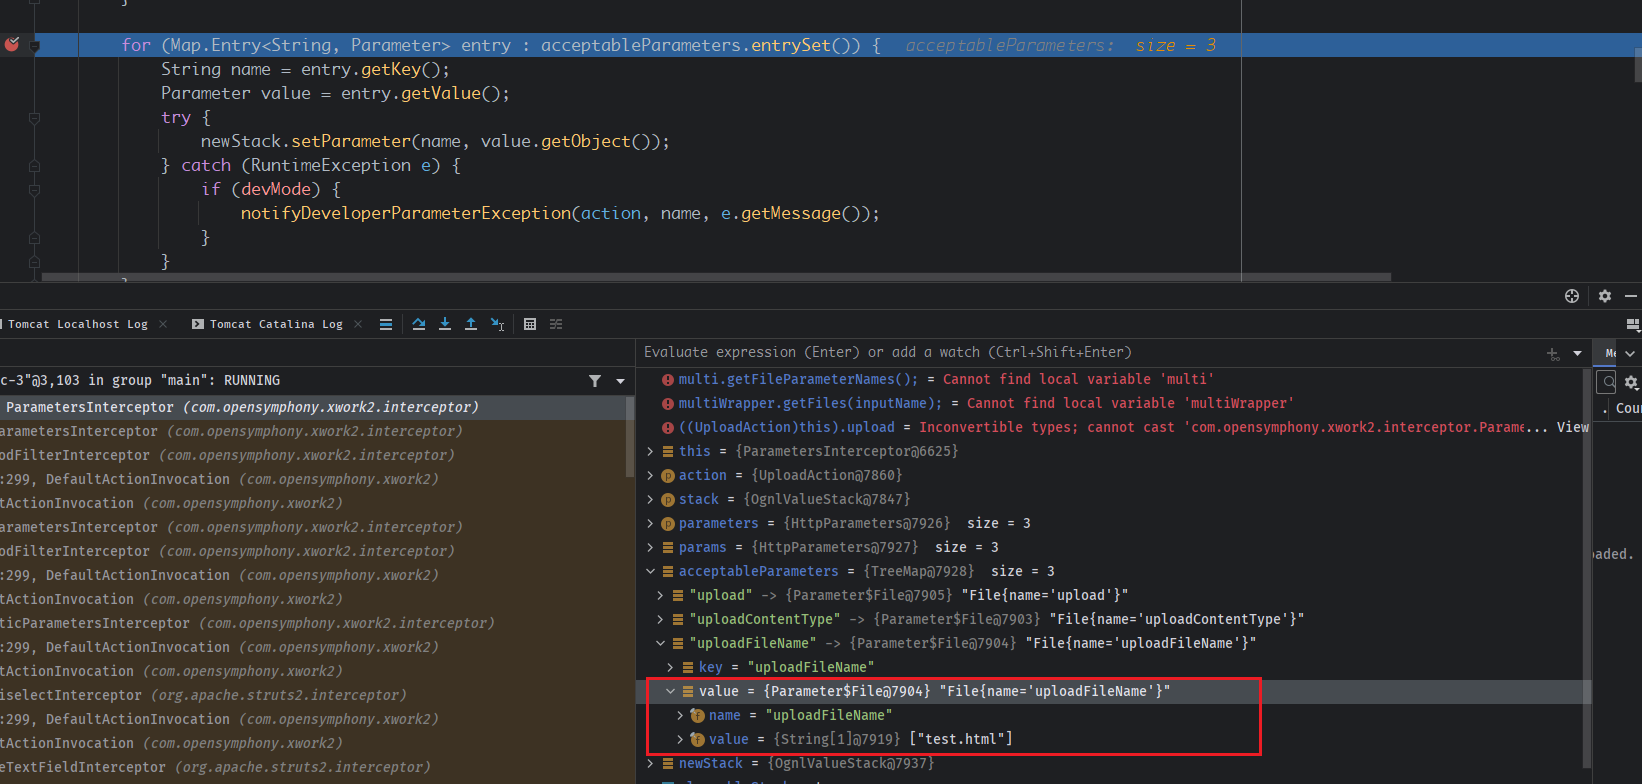 }
for (Map.Entry<String, Parameter> entry : acceptableParameters.entrySet()) { acceptableParameters: size = 3
String name = entry.getKey();
Parameter value = entry.getValue();
try {
newStack.setParameter(name, value.getObject());
} catch (RuntimeException e) {
if (devMode) {
notifyDeveloperParameterException(action, name, e.getMessage());
}
}
Tomcat Localhost Log × Tomcat Catalina Log ×
c-3"@3,103 in group "main": RUNNING
ParametersInterceptor (com.opensymphony.xwork2.interceptor)
arametersInterceptor (com.opensymphony.xwork2.interceptor)
odFilterInterceptor (com.opensymphony.xwork2.interceptor)
:299, DefaultActionInvocation (com.opensymphony.xwork2)
tActionInvocation (com.opensymphony.xwork2)
arametersInterceptor (com.opensymphony.xwork2.interceptor)
odFilterInterceptor (com.opensymphony.xwork2.interceptor)
:299, DefaultActionInvocation (com.opensymphony.xwork2)
tActionInvocation (com.opensymphony.xwork2)
ticParametersInterceptor (com.opensymphony.xwork2.interceptor)
:299, DefaultActionInvocation (com.opensymphony.xwork2)
tActionInvocation (com.opensymphony.xwork2)
iselectInterceptor (org.apache.struts2.interceptor)
:299, DefaultActionInvocation (com.opensymphony.xwork2)
tActionInvocation (com.opensymphony.xwork2)
eTextFieldInterceptor (org.apache.struts2.interceptor)
Evaluate expression (Enter) or add a watch (Ctrl+Shift+Enter)
multi.getFileParameterNames(); = Cannot find local variable 'multi'
multiWrapper.getFiles(inputName); = Cannot find local variable 'multiWrapper'
((UploadAction)this).upload = Inconvertible types; cannot cast 'com.opensymphony.xwork2.interceptor.Parame... View
this = {ParametersInterceptor@6625}
action = {UploadAction@7860}
stack = {OgnlValueStack@7847}
parameters = {HttpParameters@7926} size = 3
params = {HttpParameters@7927} size = 3
acceptableParameters = {TreeMap@7928} size = 3
"upload" -> {Parameter$File@7905} "File{name='upload'}"
"uploadContentType" -> {Parameter$File@7903} "File{name='uploadContentType'}"
"uploadFileName" -> {Parameter$File@7904} "File{name='uploadFileName'}"
key = "uploadFileName"
value = {Parameter$File@7904} "File{name='uploadFileName'}"
name = "uploadFileName"
value = {String[1]@7919} ["test.html"]
newStack = {OgnlValueStack@7937}
Me
. Cou
aded.